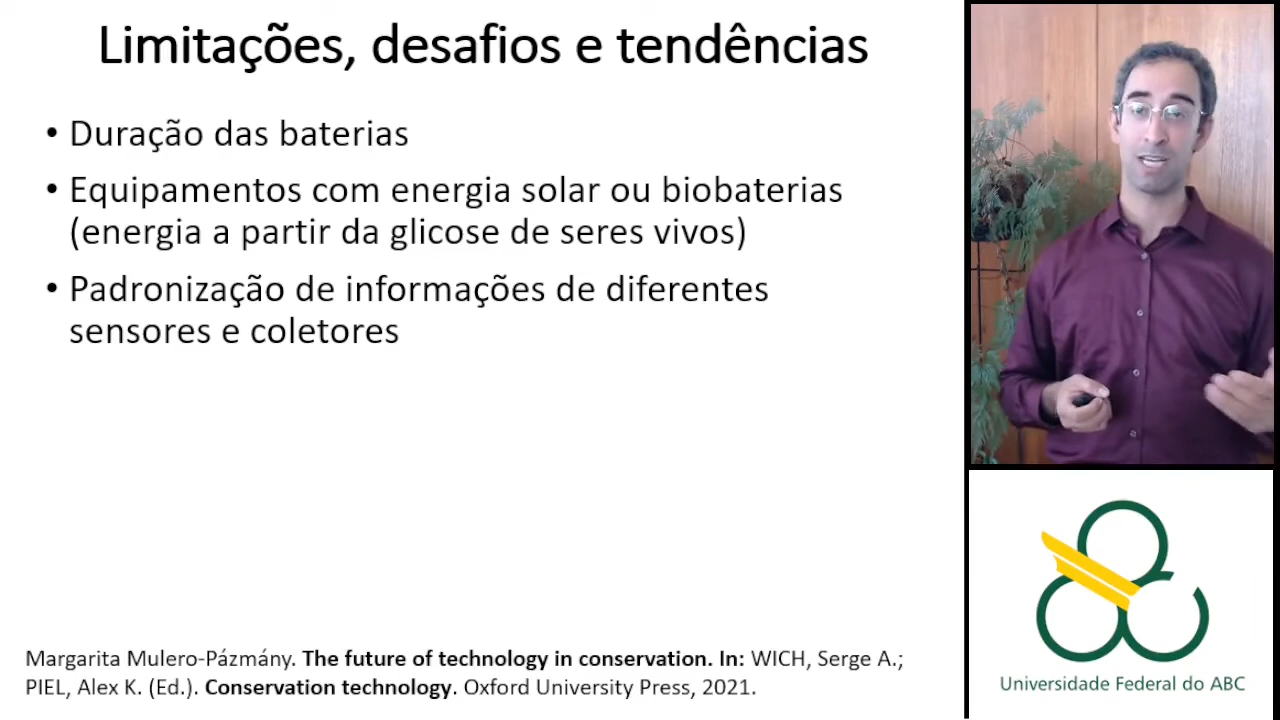 Limitações, desafios e tendências
• Duração das baterias
• Equipamentos com energia solar ou biobaterias
(energia a partir da glicose de seres vivos)
• Padronização de informações de diferentes
sensores e coletores
Margarita Mulero-Pázmány. The future of technology in conservation. In: WICH, Serge A.;
PIEL, Alex K. (Ed.). Conservation technology. Oxford University Press, 2021.
Universidade Federal do ABC